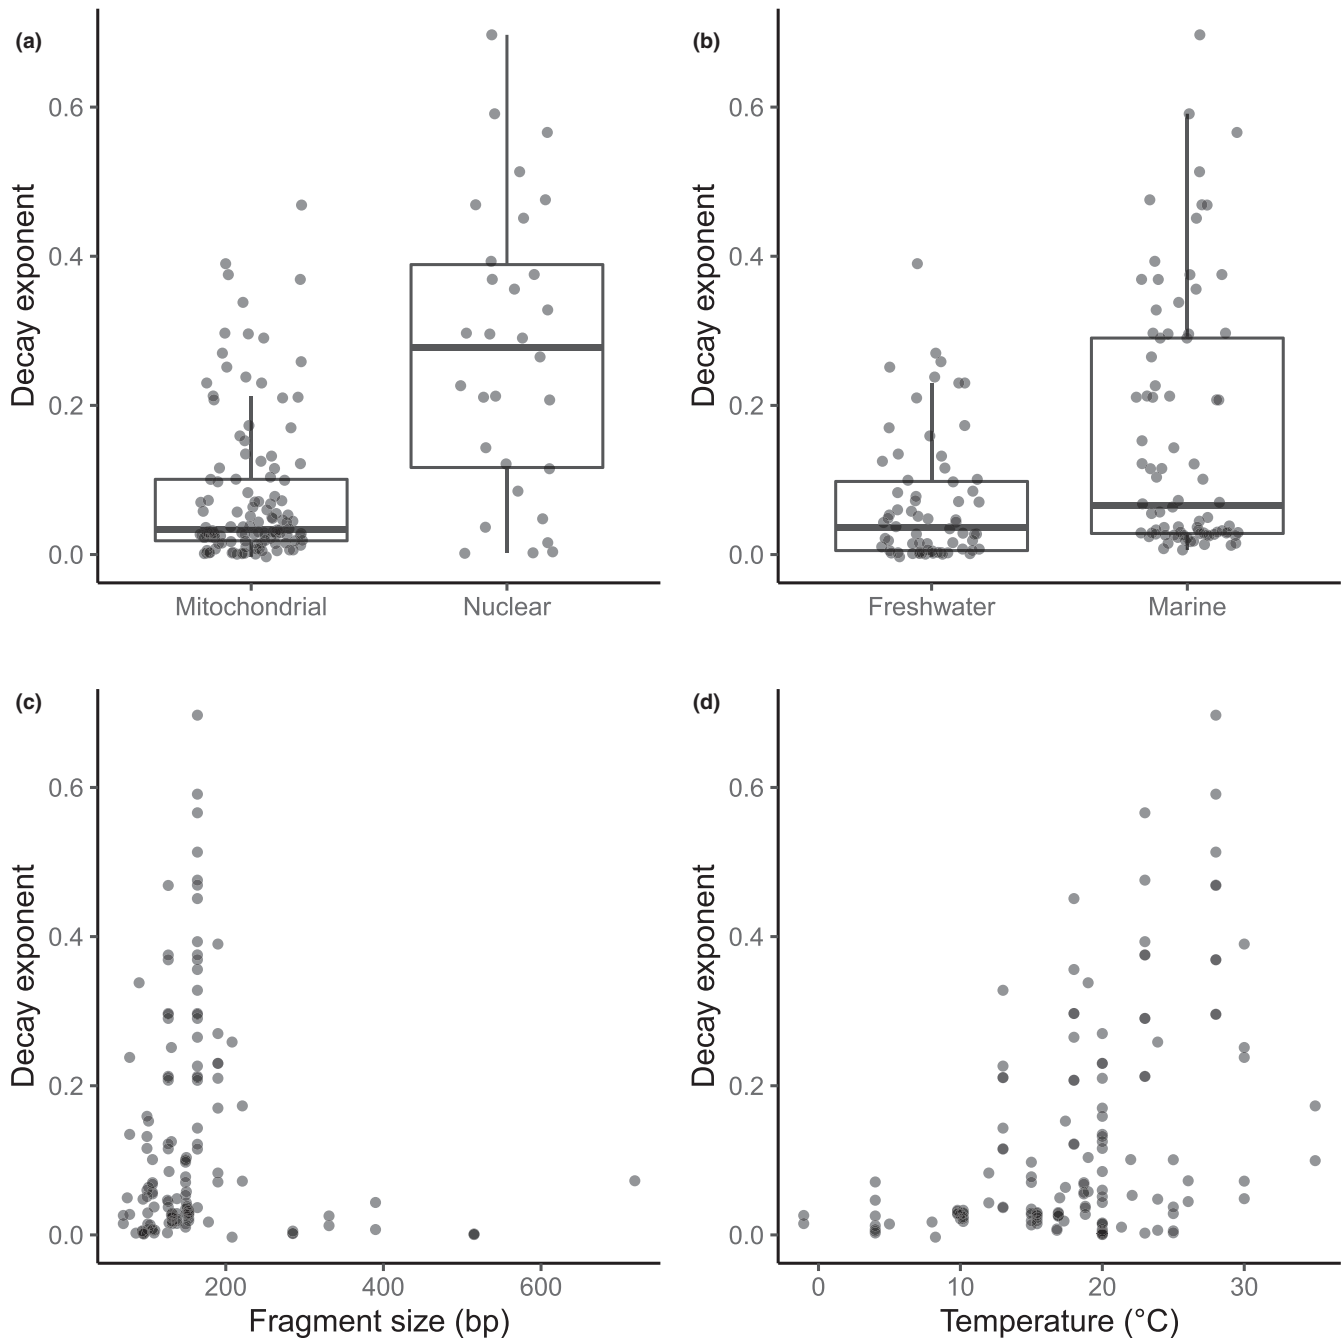 (a)
Decay exponent
0.6
0.4
0.2
0.0
Mitochondrial Nuclear
(b)
Decay exponent
0.6
0.4
0.2
0.0
Freshwater Marine
(c)
Decay exponent
0.6
0.4
0.2
0.0
200 400 600
Fragment size (bp)
(d)
Decay exponent
0.6
0.4
0.2
0.0
0 10 20 30
Temperature (°C)